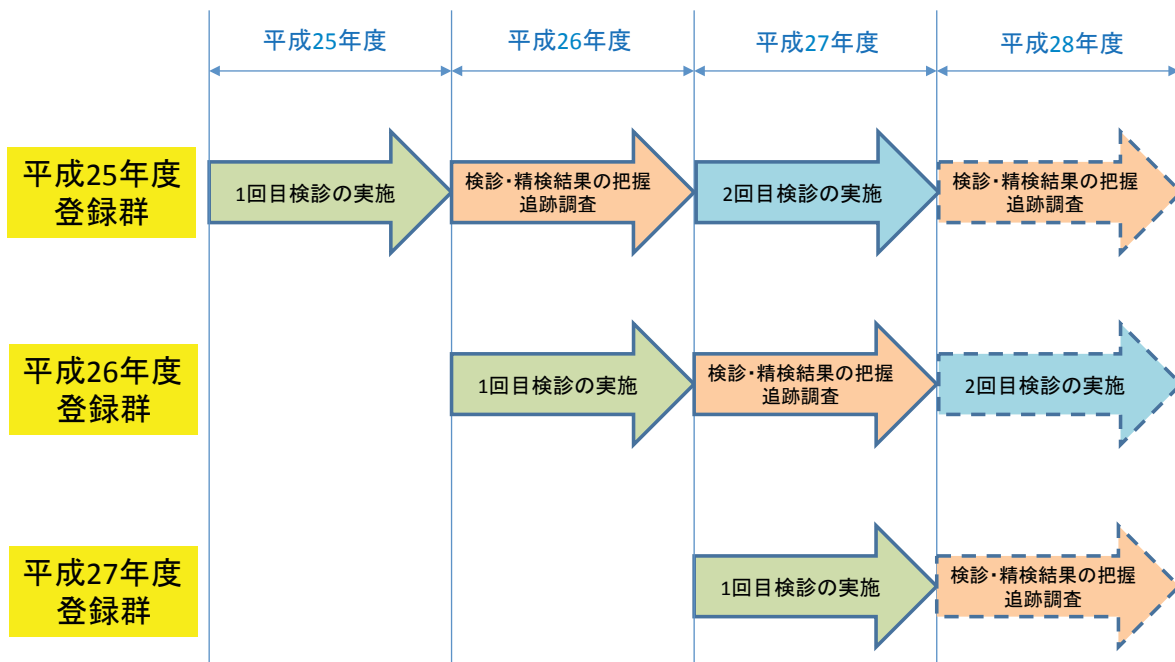 平成25年度
平成26年度
平成27年度
平成28年度
平成25年度
登録群
1回目検診の実施
検診・精検結果の把握
追跡調査
2回目検診の実施
検診・精検結果の把握
追跡調査
平成26年度
登録群
1回目検診の実施
検診・精検結果の把握
追跡調査
2回目検診の実施
平成27年度
登録群
1回目検診の実施
検診・精検結果の把握
追跡調査